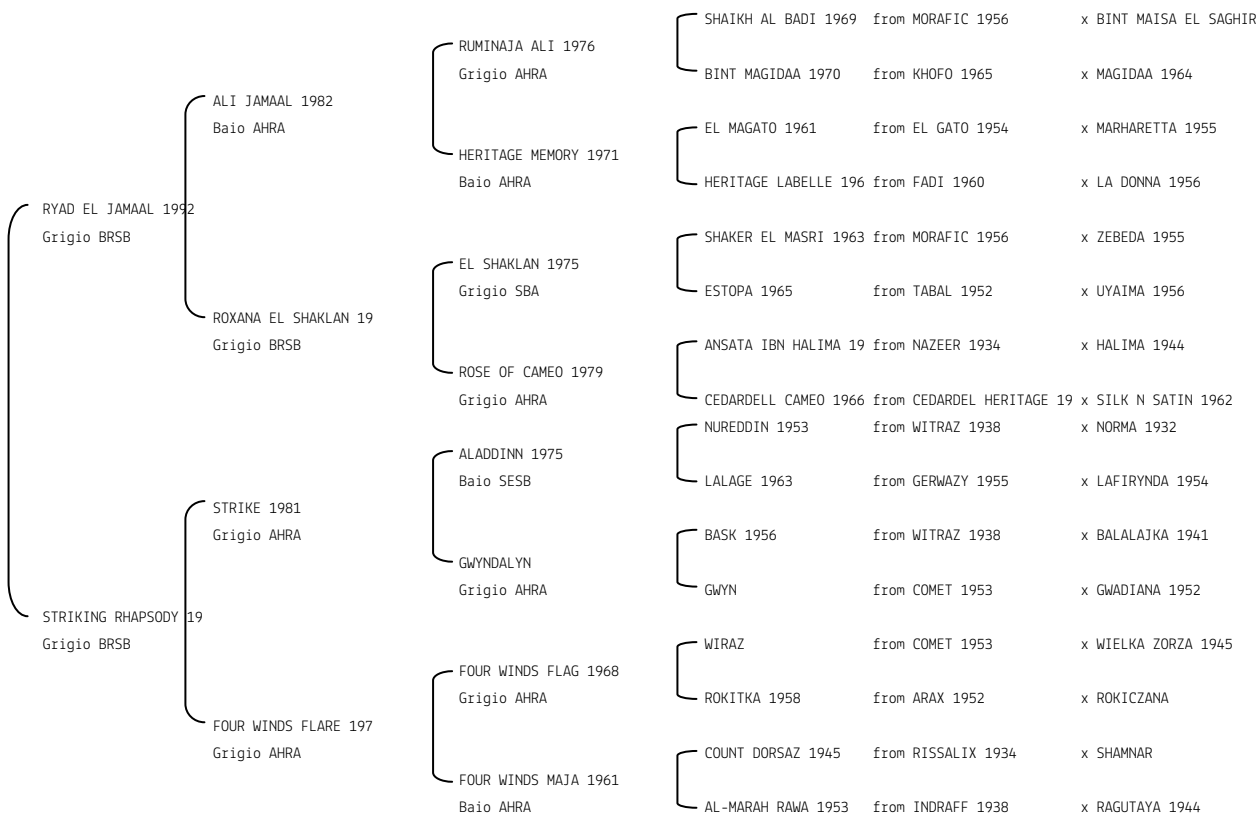 SHAIKH AL BADI 1969 from MORAFIC 1956 x BINT MAISA EL SAGHIR
RUMINAJA ALI 1976
Grigio AHRA BINT MAGIDAA 1970 from KHOFO 1965 x MAGIDAA 1964
ALI JAMAAL 1982
Baio AHRA EL MAGATO 1961 from EL GATO 1954 x MARHARETTA 1955
HERITAGE MEMORY 1971
Baio AHRA HERITAGE LABELLE 196 from FADI 1960 x LA DONNA 1956
RYAD EL JAMAAL 1992
Grigio BRSB SHAKER EL MASRI 1963 from MORAFIC 1956 x ZEBEDA 1955
EL SHAKLAN 1975
Grigio SBA ESTOPA 1965 from TABAL 1952 x UYAIMA 1956
ROXANA EL SHAKLAN 19
Grigio BRSB ANSATA IBN HALIMA 19 from NAZEER 1934 x HALIMA 1944
ROSE OF CAMEO 1979
Grigio AHRA CEDARDELL CAMEO 1966 from CEDARDEL HERITAGE 19 x SILK N SATIN 1962
NUREDDIN 1953 from WITRAZ 1938 x NORMA 1932
ALADDINN 1975
Baio SESB LALAGE 1963 from GERWAZY 1955 x LAFIRYNDA 1954
STRIKE 1981
Grigio AHRA BASK 1956 from WITRAZ 1938 x BALALAJKA 1941
GWYNDALYN
Grigio AHRA GWYN from COMET 1953 x GWADIANA 1952
STRIKING RHAPSODY 19
Grigio BRSB WIRAZ from COMET 1953 x WIELKA ZORZA 1945
FOUR WINDS FLAG 1968
Grigio AHRA ROKITKA 1958 from ARAX 1952 x ROKICZANA
FOUR WINDS FLARE 197
Grigio AHRA COUNT DORSAZ 1945 from RISSALIX 1934 x SHAMNAR
FOUR WINDS MAJA 1961
Baio AHRA AL-MARAH RAWA 1953 from INDRAFF 1938 x RAGUTAYA 1944